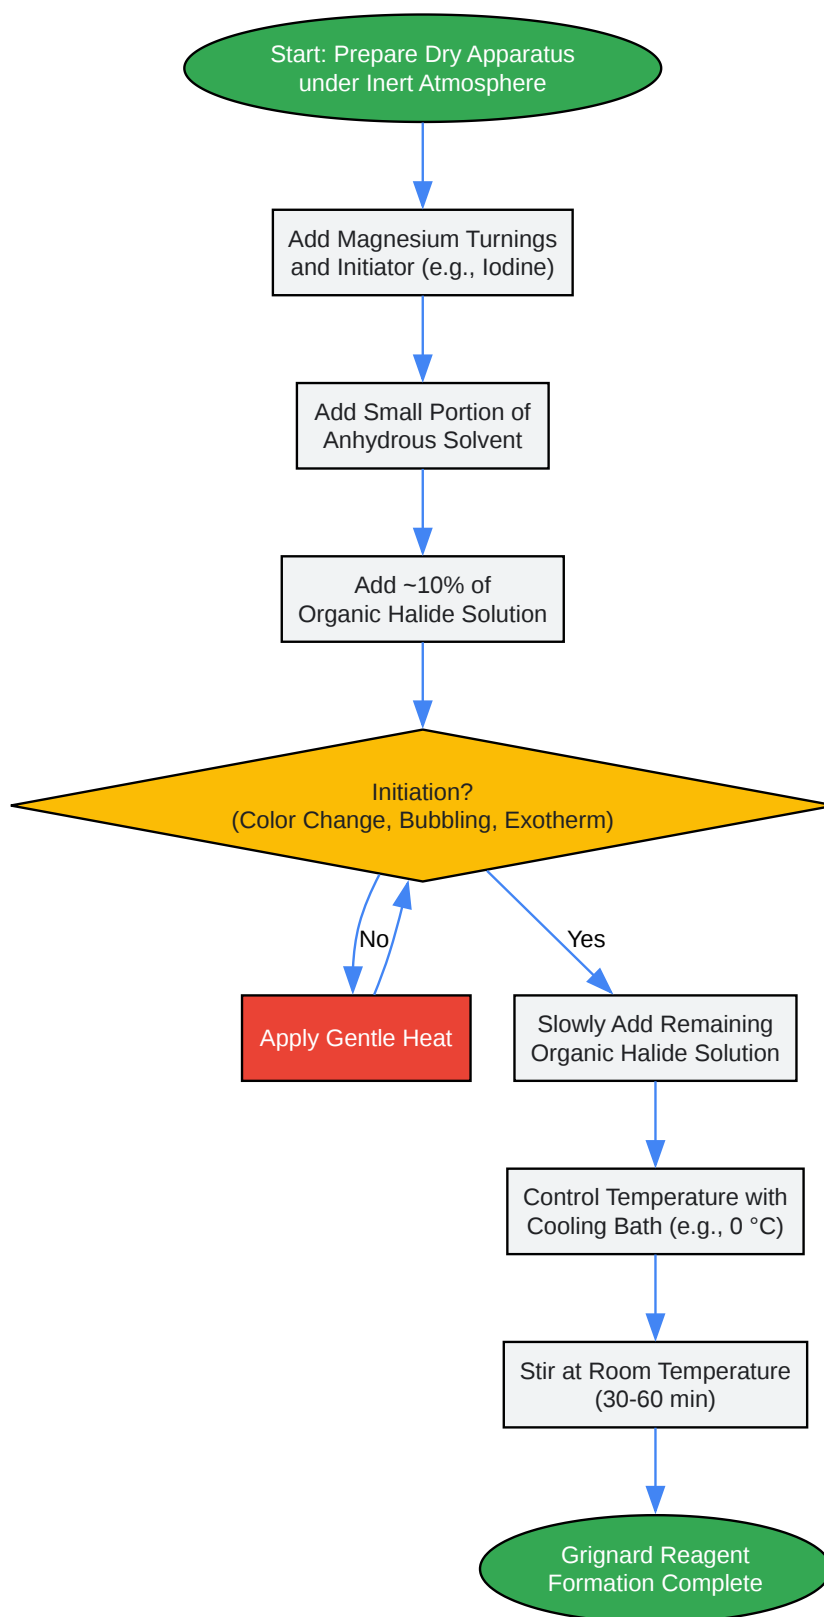 Start: Prepare Dry Apparatus
under Inert Atmosphere
Add Magnesium Turnings
and Initiator (e.g., Iodine)
Add Small Portion of
Anhydrous Solvent
Add ~10% of
Organic Halide Solution
Initiation?
(Color Change, Bubbling, Exotherm)
No
Yes
Apply Gentle Heat
Slowly Add Remaining
Organic Halide Solution
Control Temperature with
Cooling Bath (e.g., 0 °C)
Stir at Room Temperature
(30-60 min)
Grignard Reagent
Formation Complete